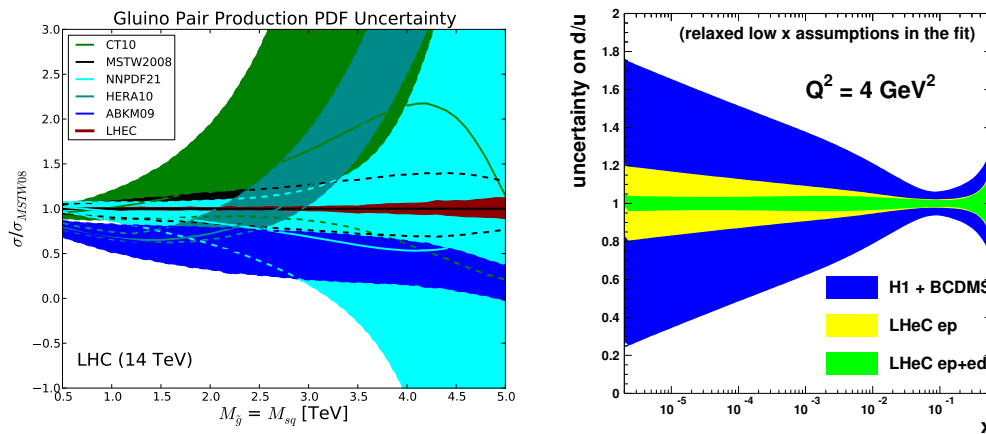 Gluino Pair Production PDF Uncertainty
3.0
2.5
2.0
1.5
1.0
0.5
0.0
−0.5
−1.0
σ/σMSTW08
CT10
MSTW2008
NNPDF21
HERA10
ABKM09
LHEC
LHC (14 TeV)
0.5 1.0 1.5 2.0 2.5 3.0 3.5 4.0 4.5 5.0
Mg̃ = Msq [TeV]
uncertainty on d/u
2
1.8
1.6
1.4
1.2
1
0.8
0.6
0.4
0.2
0
(relaxed low x assumptions in the fit)
Q² = 4 GeV²
H1 + BCDMS
LHeC ep
LHeC ep+ed
10⁻⁵ 10⁻⁴ 10⁻³ 10⁻² 10⁻¹
x